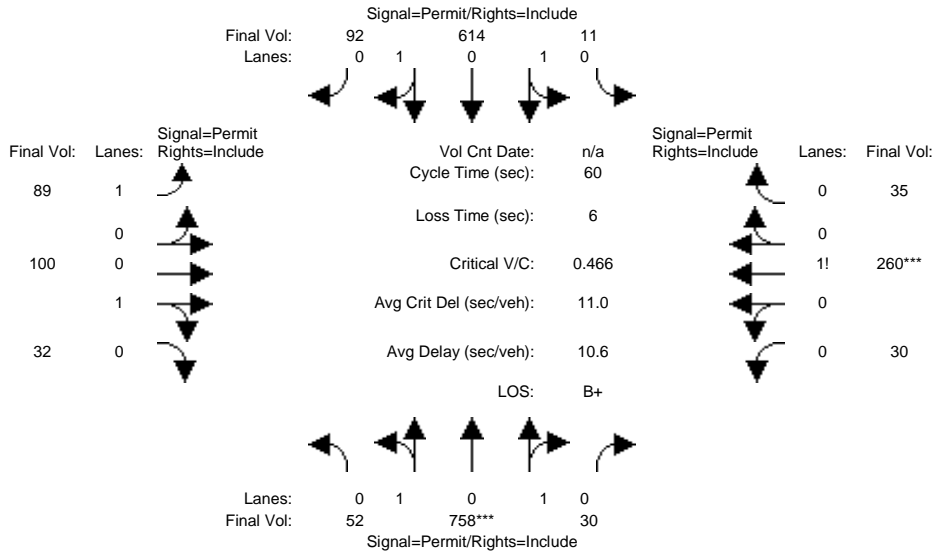 Signal=Permit/Rights=Include
Final Vol: 92 614 11
Lanes: 0 1 0 1 0
Signal=Permit
Final Vol: Lanes: Rights=Include
Vol Cnt Date: n/a
Signal=Permit
Rights=Include Lanes: Final Vol:
Cycle Time (sec): 60
89 1
0 35
Loss Time (sec): 6
0
0
100 0
Critical V/C: 0.466
1! 260***
1
Avg Crit Del (sec/veh): 11.0
0
32 0
Avg Delay (sec/veh): 10.6
0 30
LOS: B+
Lanes: 0 1 0 1 0
Final Vol: 52 758*** 30
Signal=Permit/Rights=Include